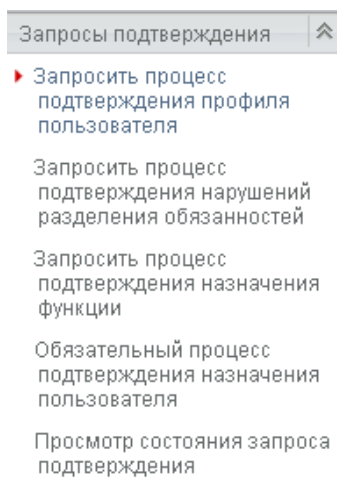 Запросы подтверждения
Запросить процесс
подтверждения профиля
пользователя
Запросить процесс
подтверждения нарушений
разделения обязанностей
Запросить процесс
подтверждения назначения
функции
Обязательный процесс
подтверждения назначения
пользователя
Просмотр состояния запроса
подтверждения